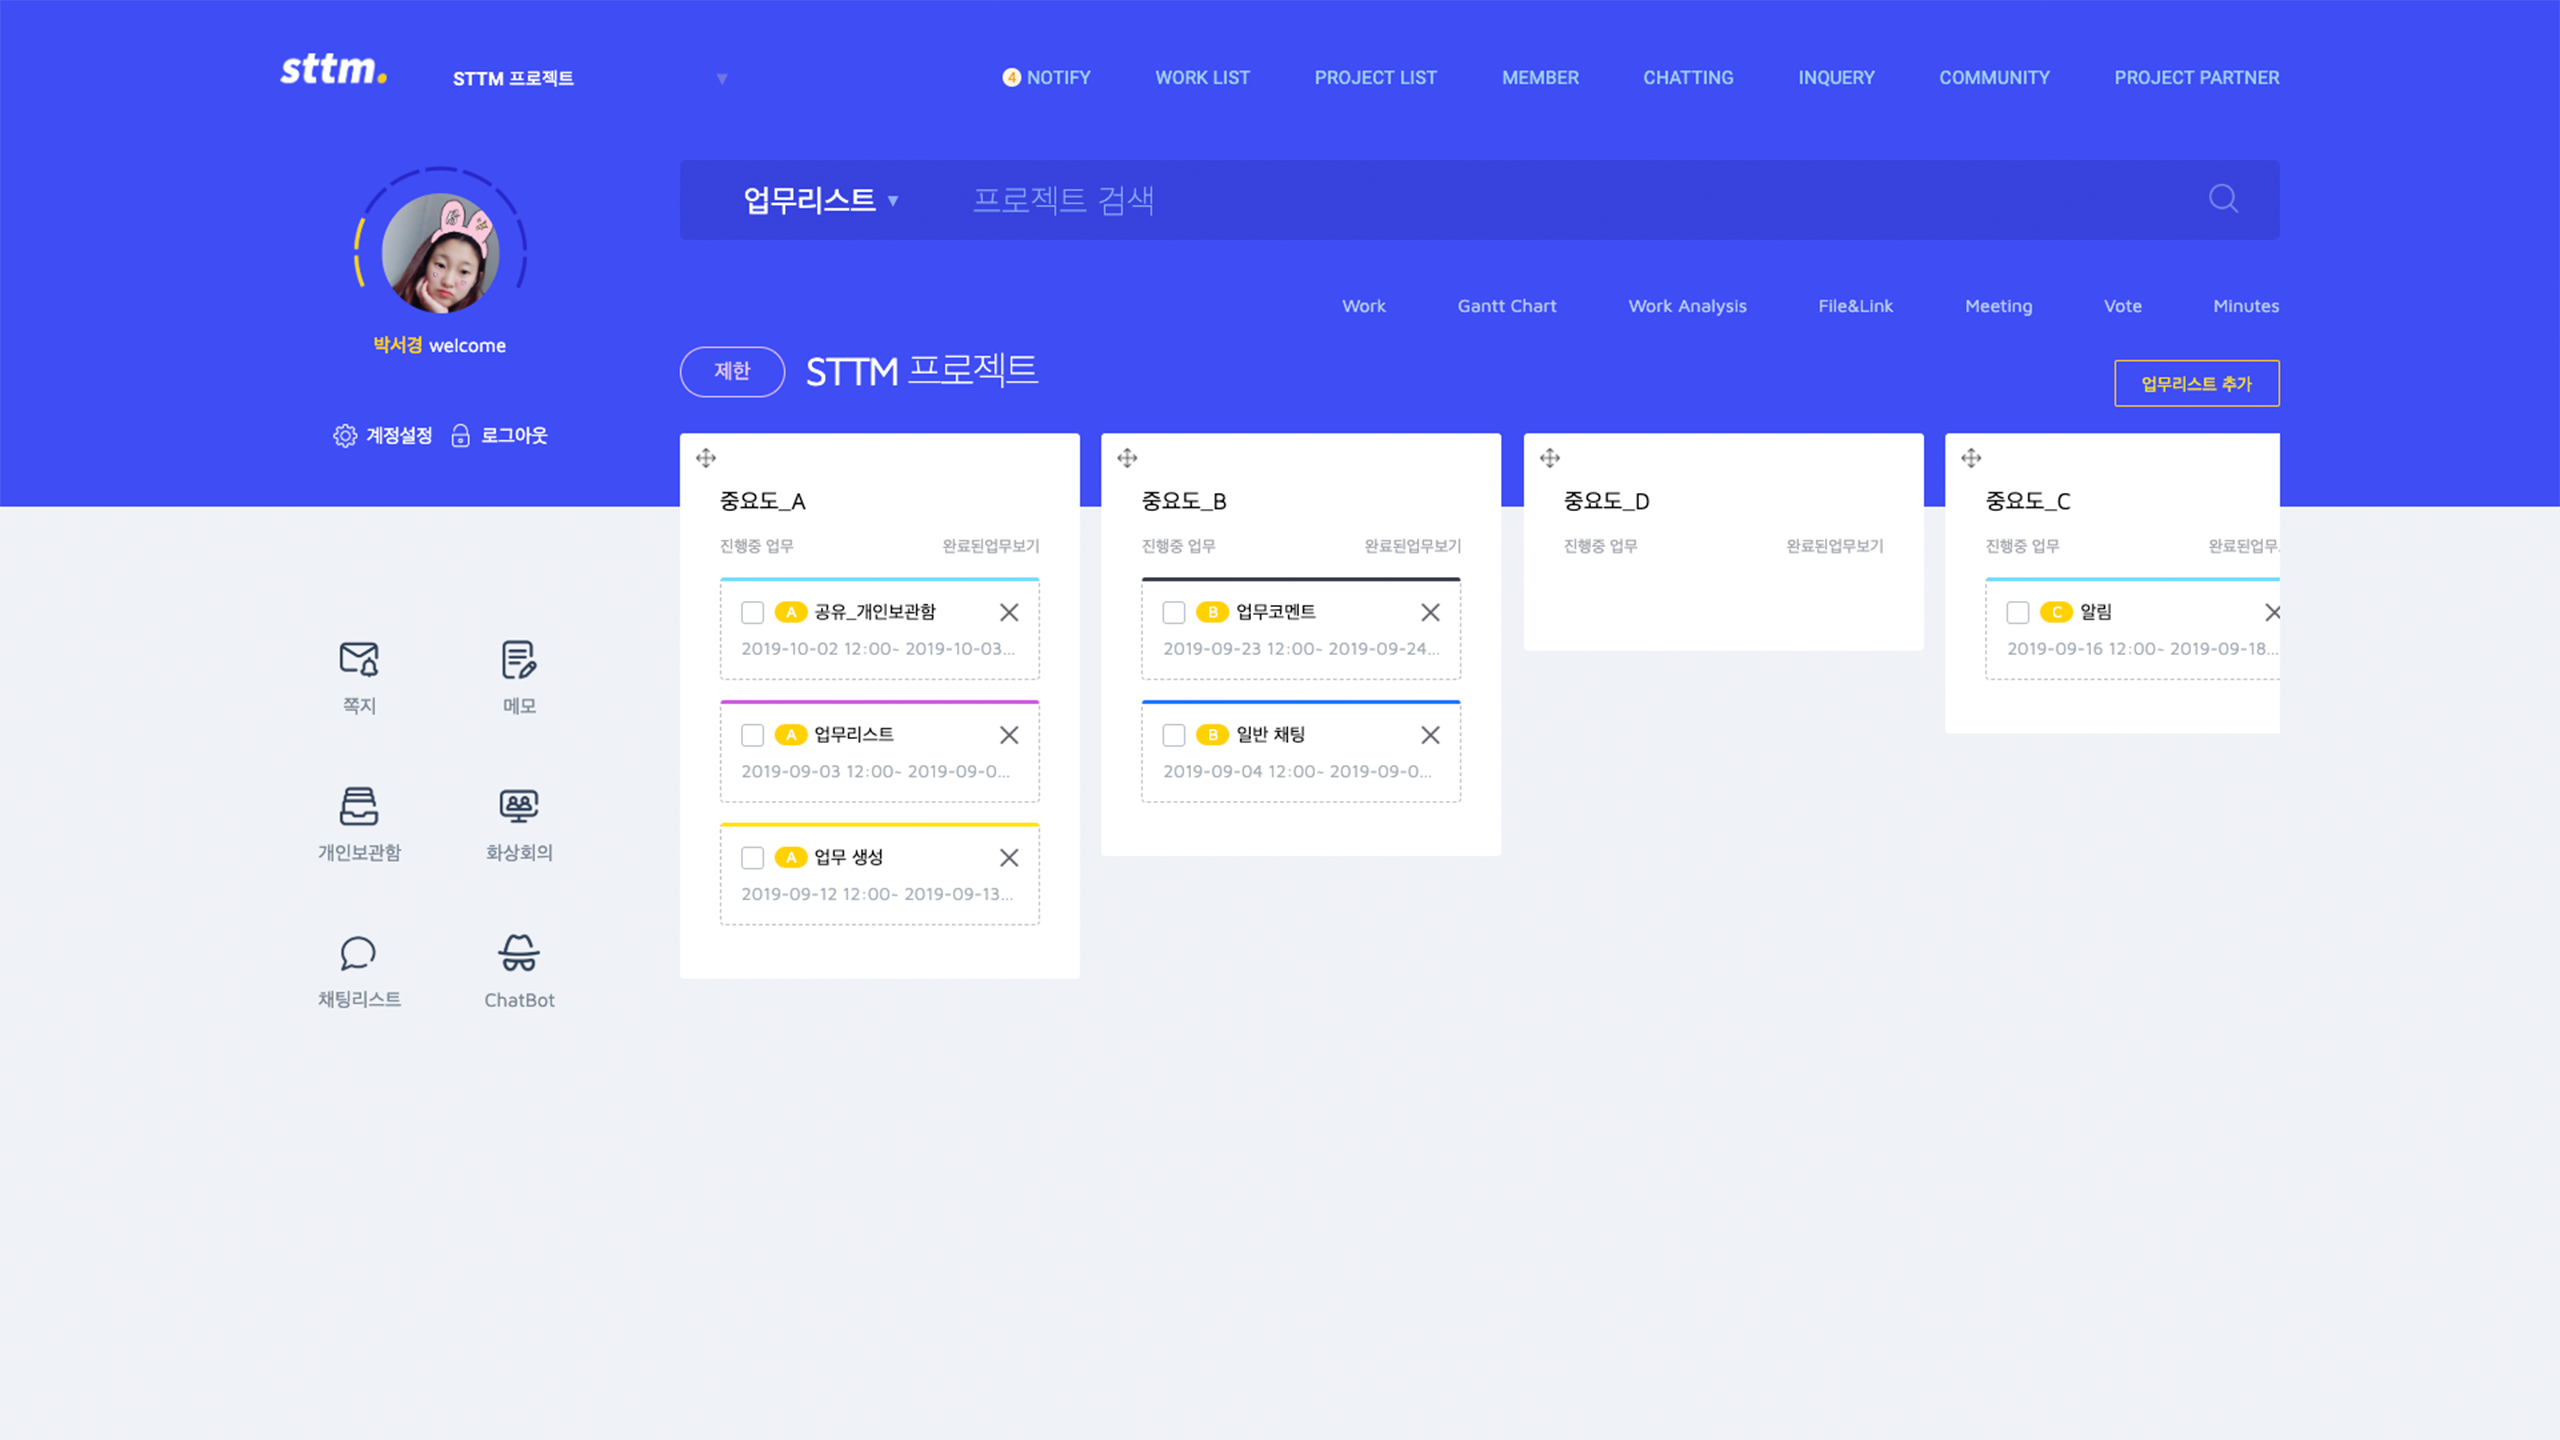 sttm.
STTM 프로젝트 ▼
4 NOTIFY WORK LIST PROJECT LIST MEMBER CHATTING INQUERY COMMUNITY PROJECT PARTNER
업무리스트 ▼ 프로젝트 검색
박서경 welcome
계정설정 로그아웃
쪽지 메모
개인보관함 화상회의
채팅리스트 ChatBot
Work Gantt Chart Work Analysis File&Link Meeting Vote Minutes
제한 STTM 프로젝트
업무리스트 추가
중요도_A
진행중 업무 완료된업무보기
A 공유_개인보관함
2019-10-02 12:00~ 2019-10-03...
A 업무리스트
2019-09-03 12:00~ 2019-09-0...
A 업무 생성
2019-09-12 12:00~ 2019-09-13...
중요도_B
진행중 업무 완료된업무보기
B 업무코멘트
2019-09-23 12:00~ 2019-09-24...
B 일반 채팅
2019-09-04 12:00~ 2019-09-0...
중요도_D
진행중 업무 완료된업무보기
중요도_C
진행중 업무 완료된업무
C 알림
2019-09-16 12:00~ 2019-09-18...